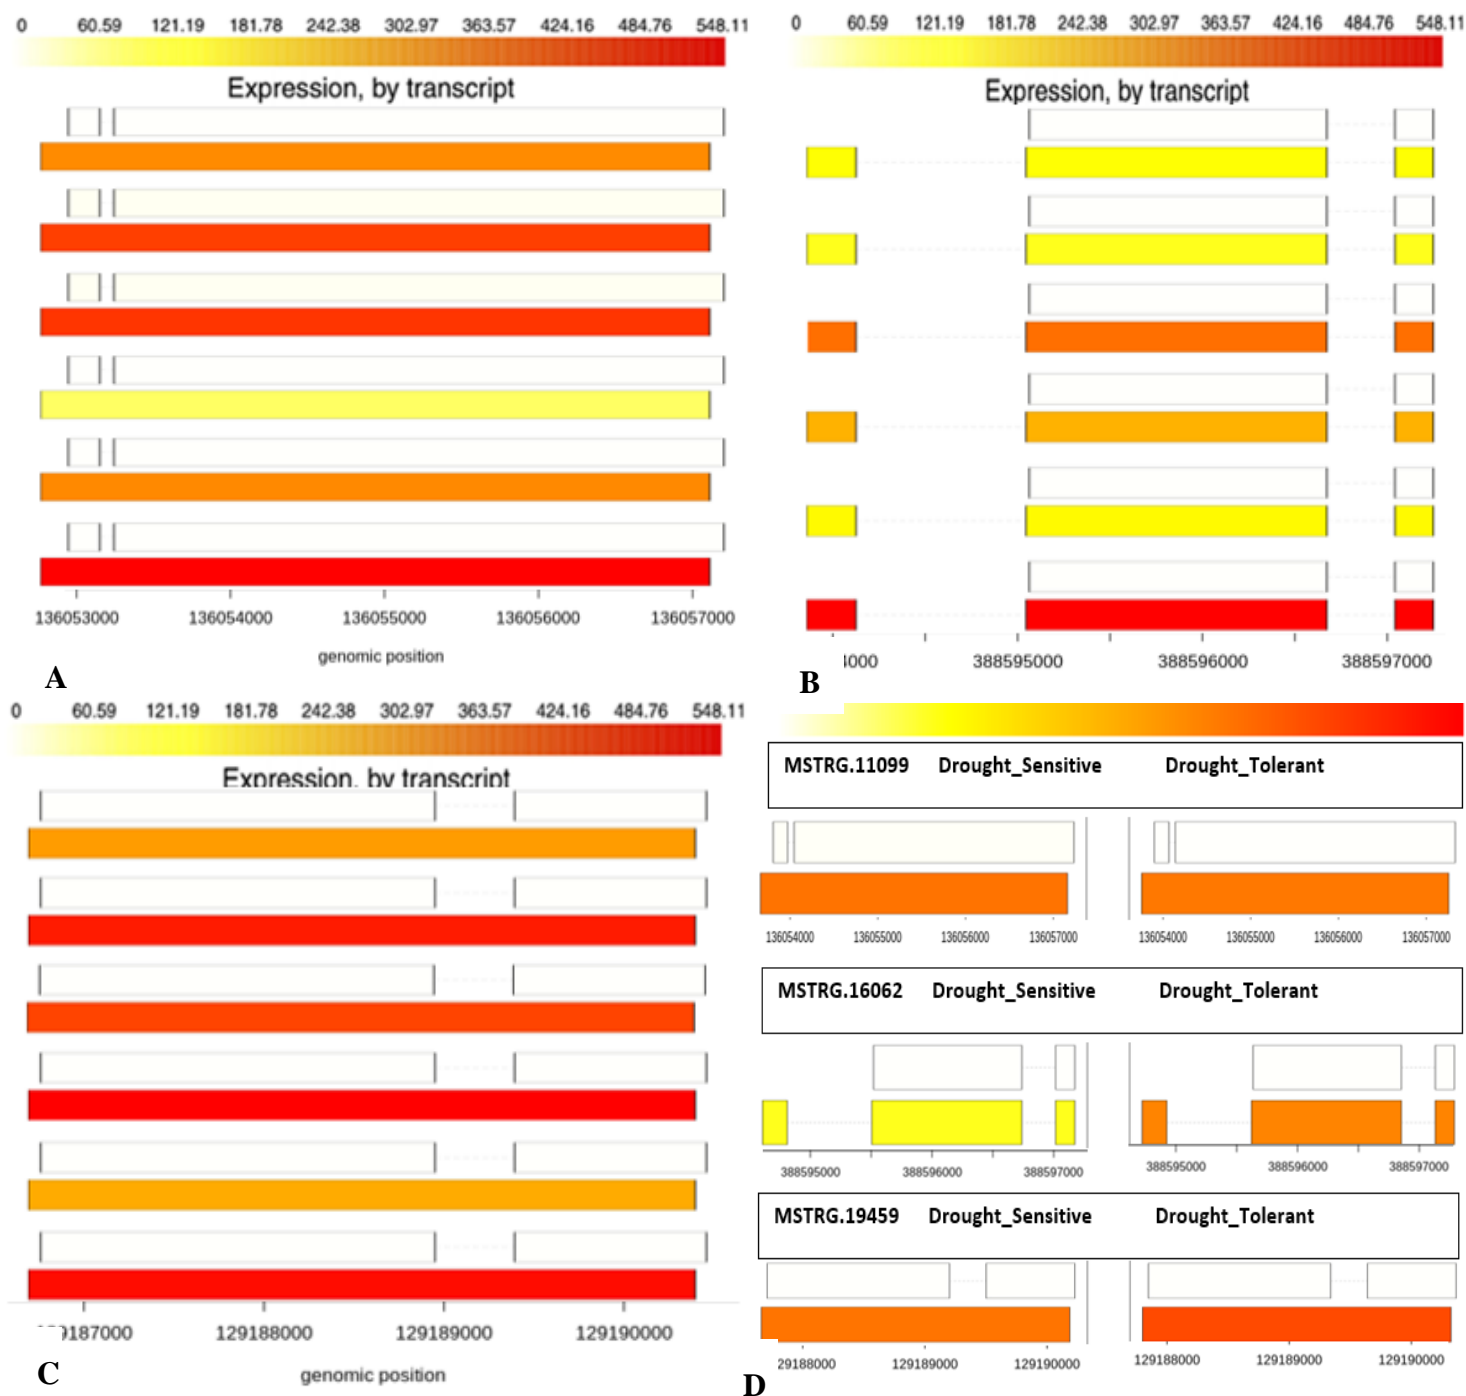 0 60.59 121.19 181.78 242.38 302.97 363.57 424.16 484.76 548.11
Expression, by transcript
136053000 136054000 136055000 136056000 136057000
genomic position
A
0 60.59 121.19 181.78 242.38 302.97 363.57 424.16 484.76 548.11
Expression, by transcript
4000 388595000 388596000 388597000
B
0 60.59 121.19 181.78 242.38 302.97 363.57 424.16 484.76 548.11
Expression, by transcript
9187000 129188000 129189000 129190000
genomic position
C
MSTRG.11099 Drought_Sensitive Drought_Tolerant
136054000 136055000 136056000 136057000 136054000 136055000 136056000 136057000
MSTRG.16062 Drought_Sensitive Drought_Tolerant
388595000 388596000 388597000 388595000 388596000 388597000
MSTRG.19459 Drought_Sensitive Drought_Tolerant
29188000 129189000 129190000 129188000 129189000 129190000
D